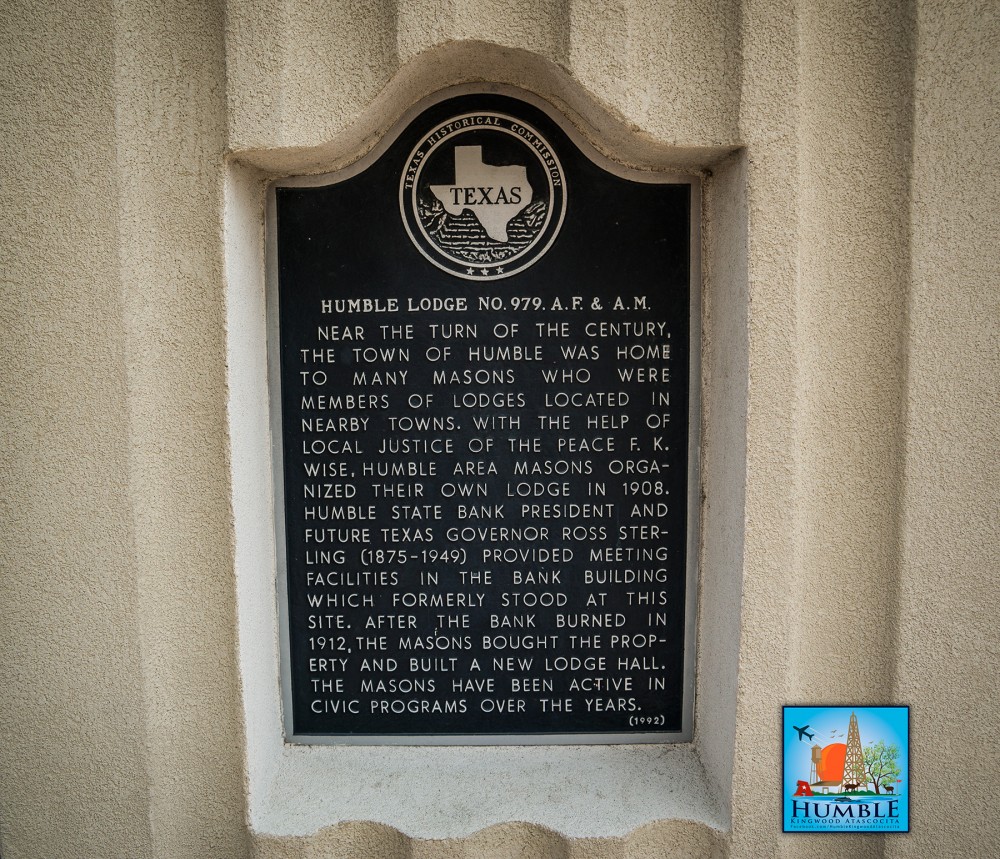 TEXAS HISTORICAL COMMISSION
TEXAS
HUMBLE LODGE NO. 979, A.F. & A.M.
NEAR THE TURN OF THE CENTURY,
THE TOWN OF HUMBLE WAS HOME
TO MANY MASONS WHO WERE
MEMBERS OF LODGES LOCATED IN
NEARBY TOWNS. WITH THE HELP OF
LOCAL JUSTICE OF THE PEACE F. K.
WISE, HUMBLE AREA MASONS ORGA-
NIZED THEIR OWN LODGE IN 1908.
HUMBLE STATE BANK PRESIDENT AND
FUTURE TEXAS GOVERNOR ROSS STER-
LING (1875-1949) PROVIDED MEETING
FACILITIES IN THE BANK BUILDING
WHICH FORMERLY STOOD AT THIS
SITE. AFTER THE BANK BURNED IN
1912, THE MASONS BOUGHT THE PROP-
ERTY AND BUILT A NEW LODGE HALL.
THE MASONS HAVE BEEN ACTIVE IN
CIVIC PROGRAMS OVER THE YEARS.
(1992)
A
HUMBLE
KINGWOOD ATASCOCITA
Facebook.com/HumbleKingwoodAtascocita